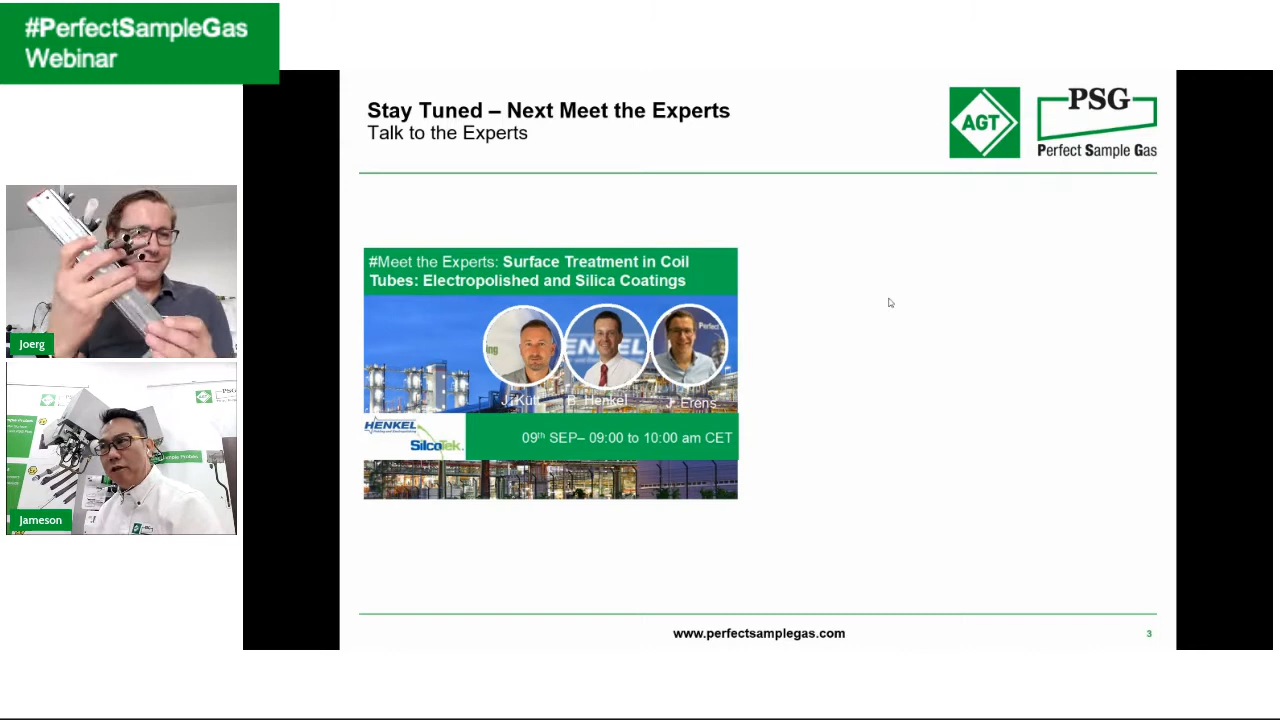 #PerfectSampleGas
Webinar
Stay Tuned – Next Meet the Experts
Talk to the Experts
AGT
PSG
Perfect Sample Gas
#Meet the Experts: Surface Treatment in Coil
Tubes: Electropolished and Silica Coatings
J. Kütt
B. Henkel
J. Erens
HENKEL
SilcoTek.
09th SEP– 09:00 to 10:00 am CET
Joerg
Jameson
www.perfectsamplegas.com
3